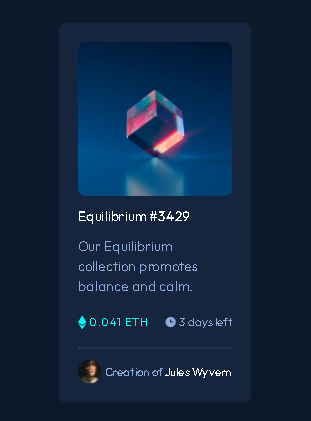 Equilibrium #3429
Our Equilibrium
collection promotes
balance and calm.
0.041 ETH 3 days left
Creation of Jules Wyvern